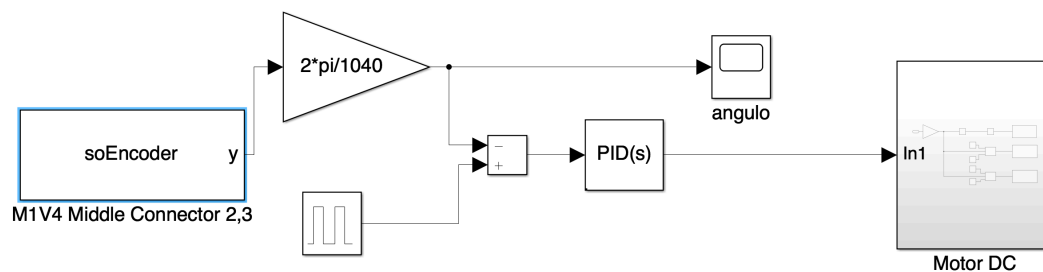 2*pi/1040
angulo
soEncoder
y
M1V4 Middle Connector 2,3
−
+
PID(s)
In1
Motor DC